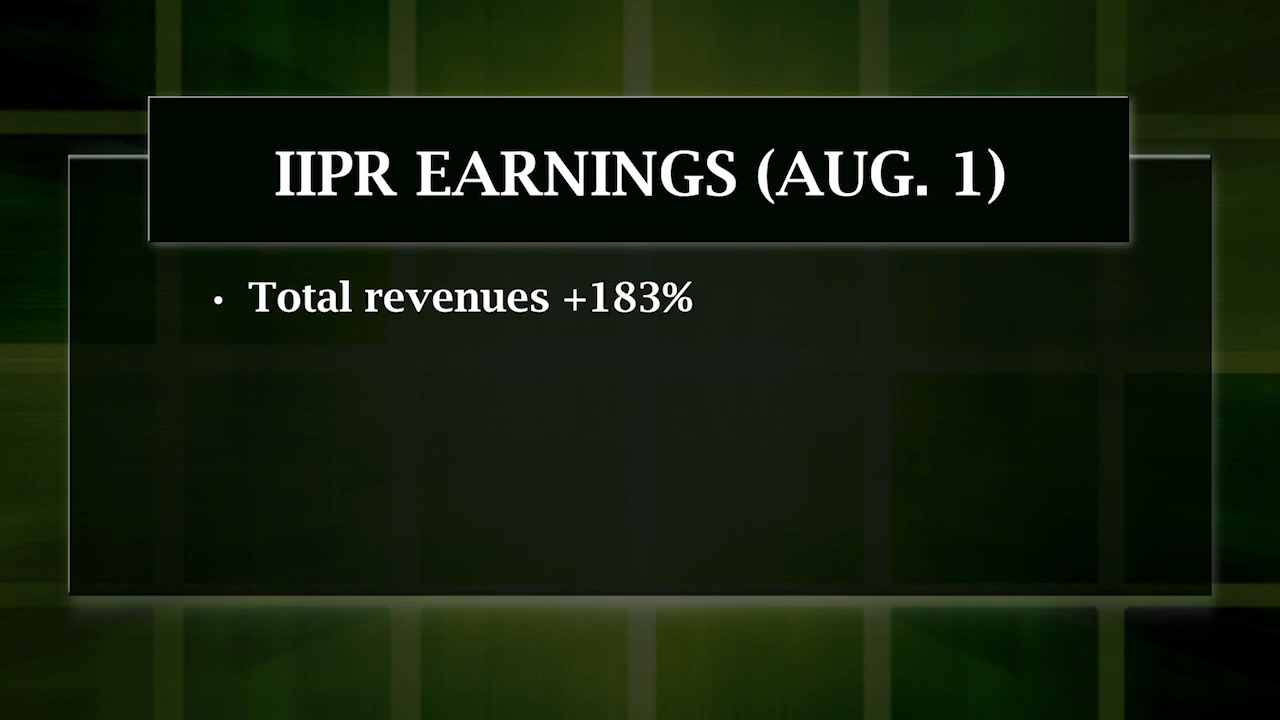 IIPR EARNINGS (AUG. 1)
• Total revenues +183%